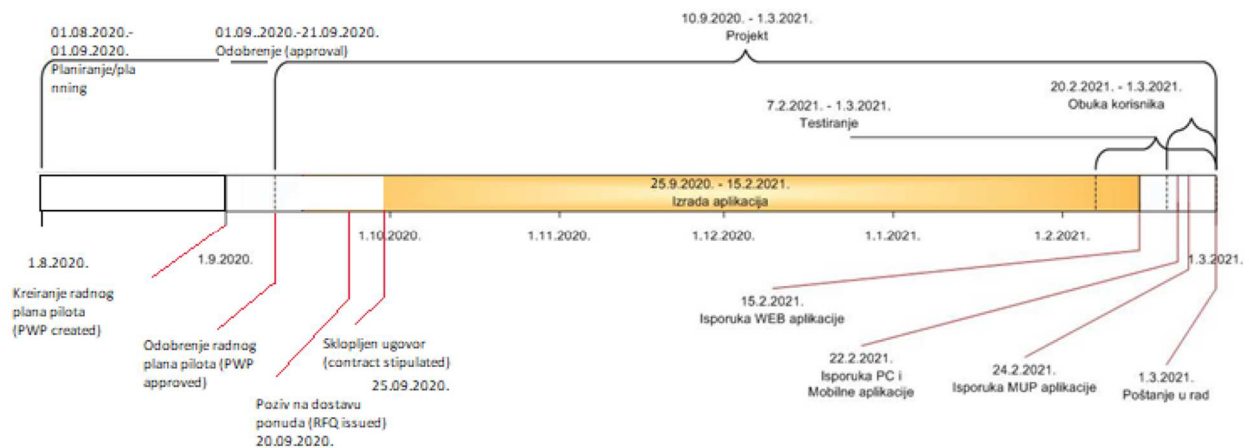 01.08.2020.-
01.09.2020.
Planiranje/pla
nning
01.09..2020.-21.09.2020.
Odobrenje (approval)
10.9.2020. - 1.3.2021.
Projekt
7.2.2021. - 1.3.2021.
Testiranje
20.2.2021. - 1.3.2021.
Obuka korisnika
25.9.2020. - 15.2.2021.
Izrada aplikacija
1.8.2020.
1.9.2020.
1.10.2020.
1.11.2020.
1.12.2020.
1.1.2021.
1.2.2021.
1.3.2021.
Kreiranje radnog
plana pilota
(PWP created)
Odobrenje radnog
plana pilota (PWP
approved)
Poziv na dostavu
ponuda (RFQ issued)
20.09.2020.
Sklopljen ugovor
(contract stipulated)
25.09.2020.
15.2.2021.
Isporuka WEB aplikacije
22.2.2021.
Isporuka PC i
Mobilne aplikacije
24.2.2021.
Isporuka MUP aplikacije
1.3.2021.
Poštanje u rad